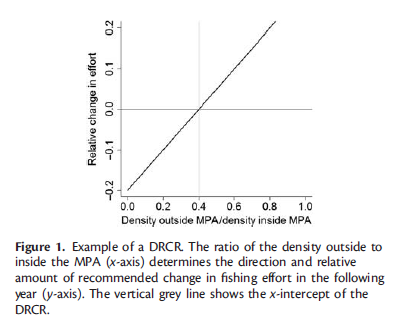 0.2
0.1
0.0
-0.1
-0.2
Relative change in effort
0.0 0.2 0.4 0.6 0.8 1.0
Density outside MPA/density inside MPA
Figure 1. Example of a DRCR. The ratio of the density outside to
inside the MPA (x-axis) determines the direction and relative
amount of recommended change in fishing effort in the following
year (y-axis). The vertical grey line shows the x-intercept of the
DRCR.